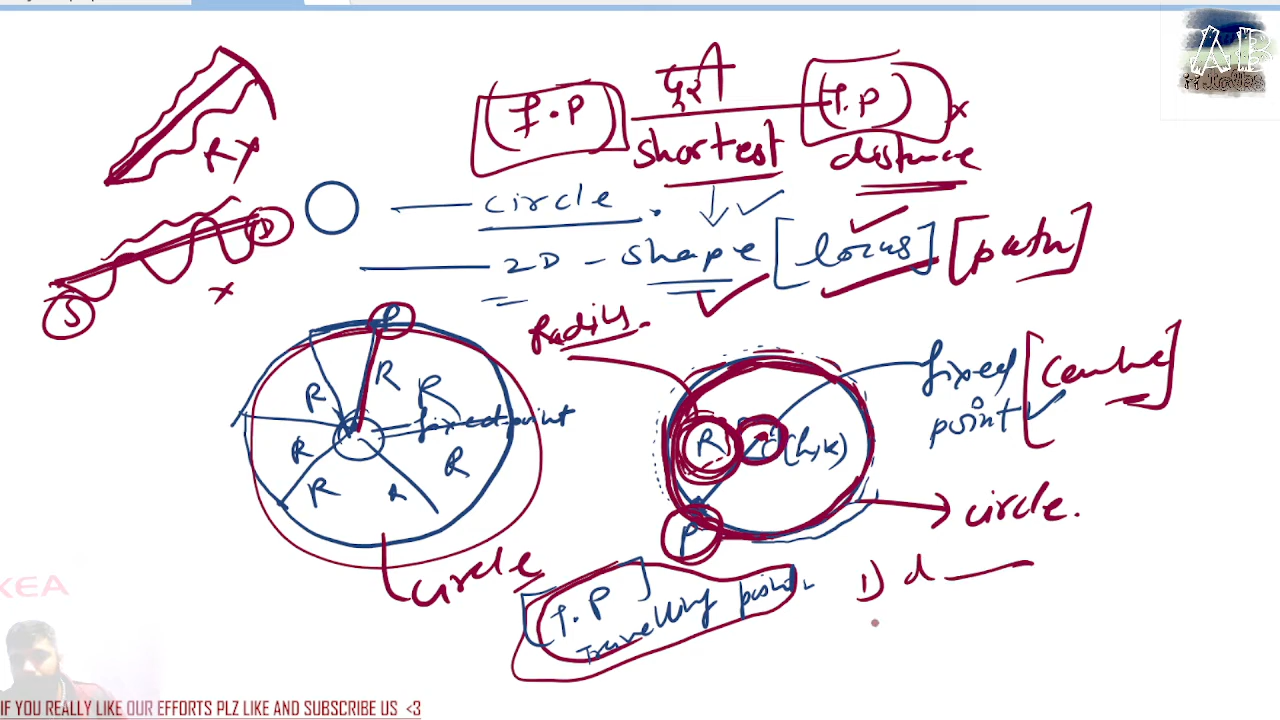 (f.P) दूरी (T.P) x
shortest distance
x y
circle.
2D - shape [locus] [path]
D
x
S
Radius.
P
R R R
fixed point
R R R
R
circle
fixed point [centre]
R C (h,k)
P
circle.
T.P
Travelling point.
1) d
AB
IF YOU REALLY LIKE OUR EFFORTS PLZ LIKE AND SUBSCRIBE US <3